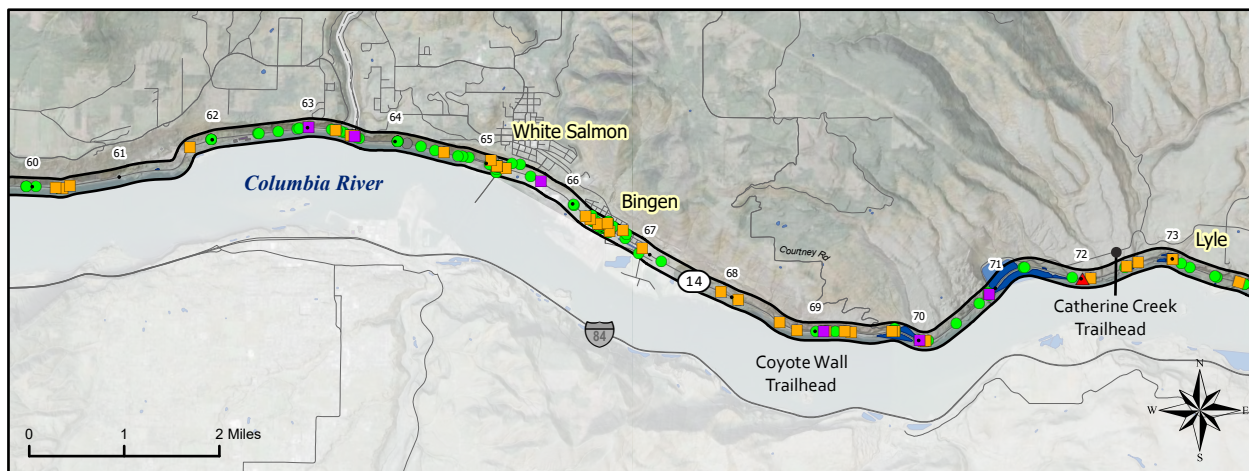 60
61
62
63
64
65
White Salmon
66
Bingen
67
Columbia River
14
68
Courtney Rd
69
70
71
72
73
Lyle
84
Coyote Wall
Trailhead
Catherine Creek
Trailhead
0 1 2 Miles
N
W E
S